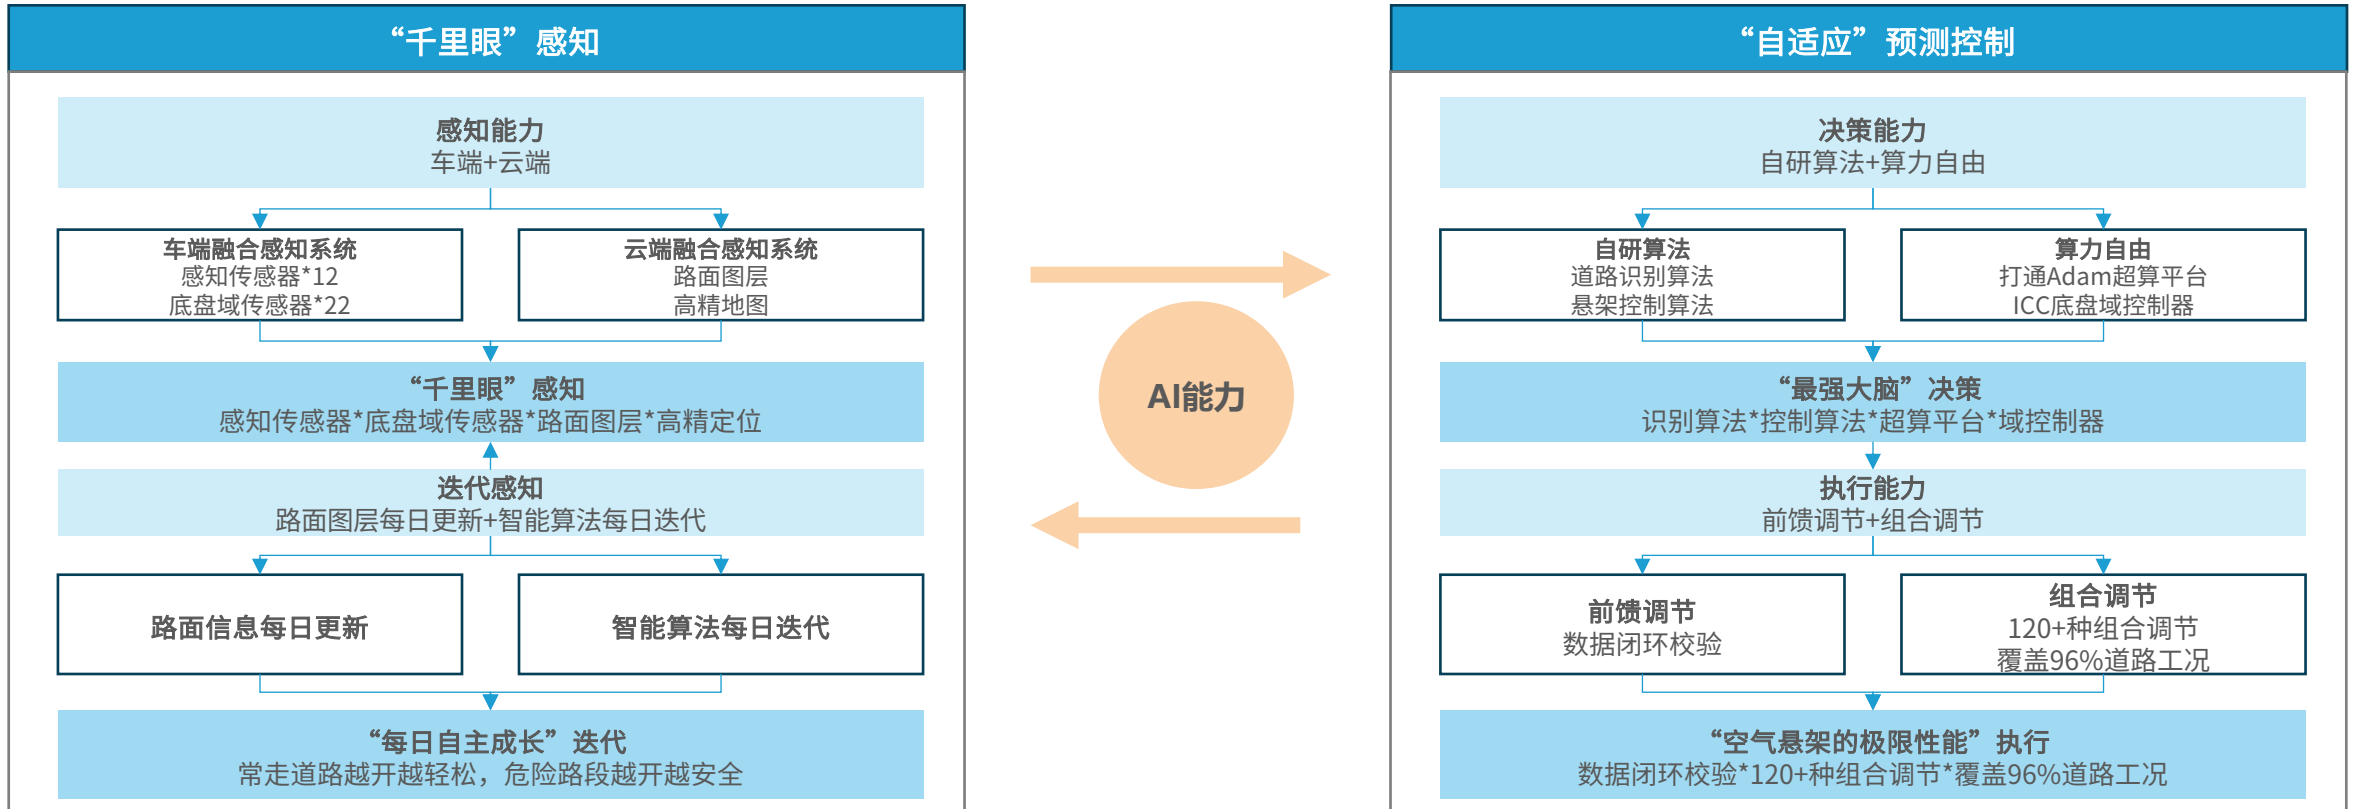 “千里眼”感知
感知能力
车端+云端
车端融合感知系统
感知传感器*12
底盘域传感器*22
云端融合感知系统
路面图层
高精地图
“千里眼”感知
感知传感器*底盘域传感器*路面图层*高精定位
迭代感知
路面图层每日更新+智能算法每日迭代
路面信息每日更新
智能算法每日迭代
“每日自主成长”迭代
常走道路越开越轻松，危险路段越开越安全
AI能力
“自适应”预测控制
决策能力
自研算法+算力自由
自研算法
道路识别算法
悬架控制算法
算力自由
打通Adam超算平台
ICC底盘域控制器
“最强大脑”决策
识别算法*控制算法*超算平台*域控制器
执行能力
前馈调节+组合调节
前馈调节
数据闭环校验
组合调节
120+种组合调节
覆盖96%道路工况
“空气悬架的极限性能”执行
数据闭环校验*120+种组合调节*覆盖96%道路工况